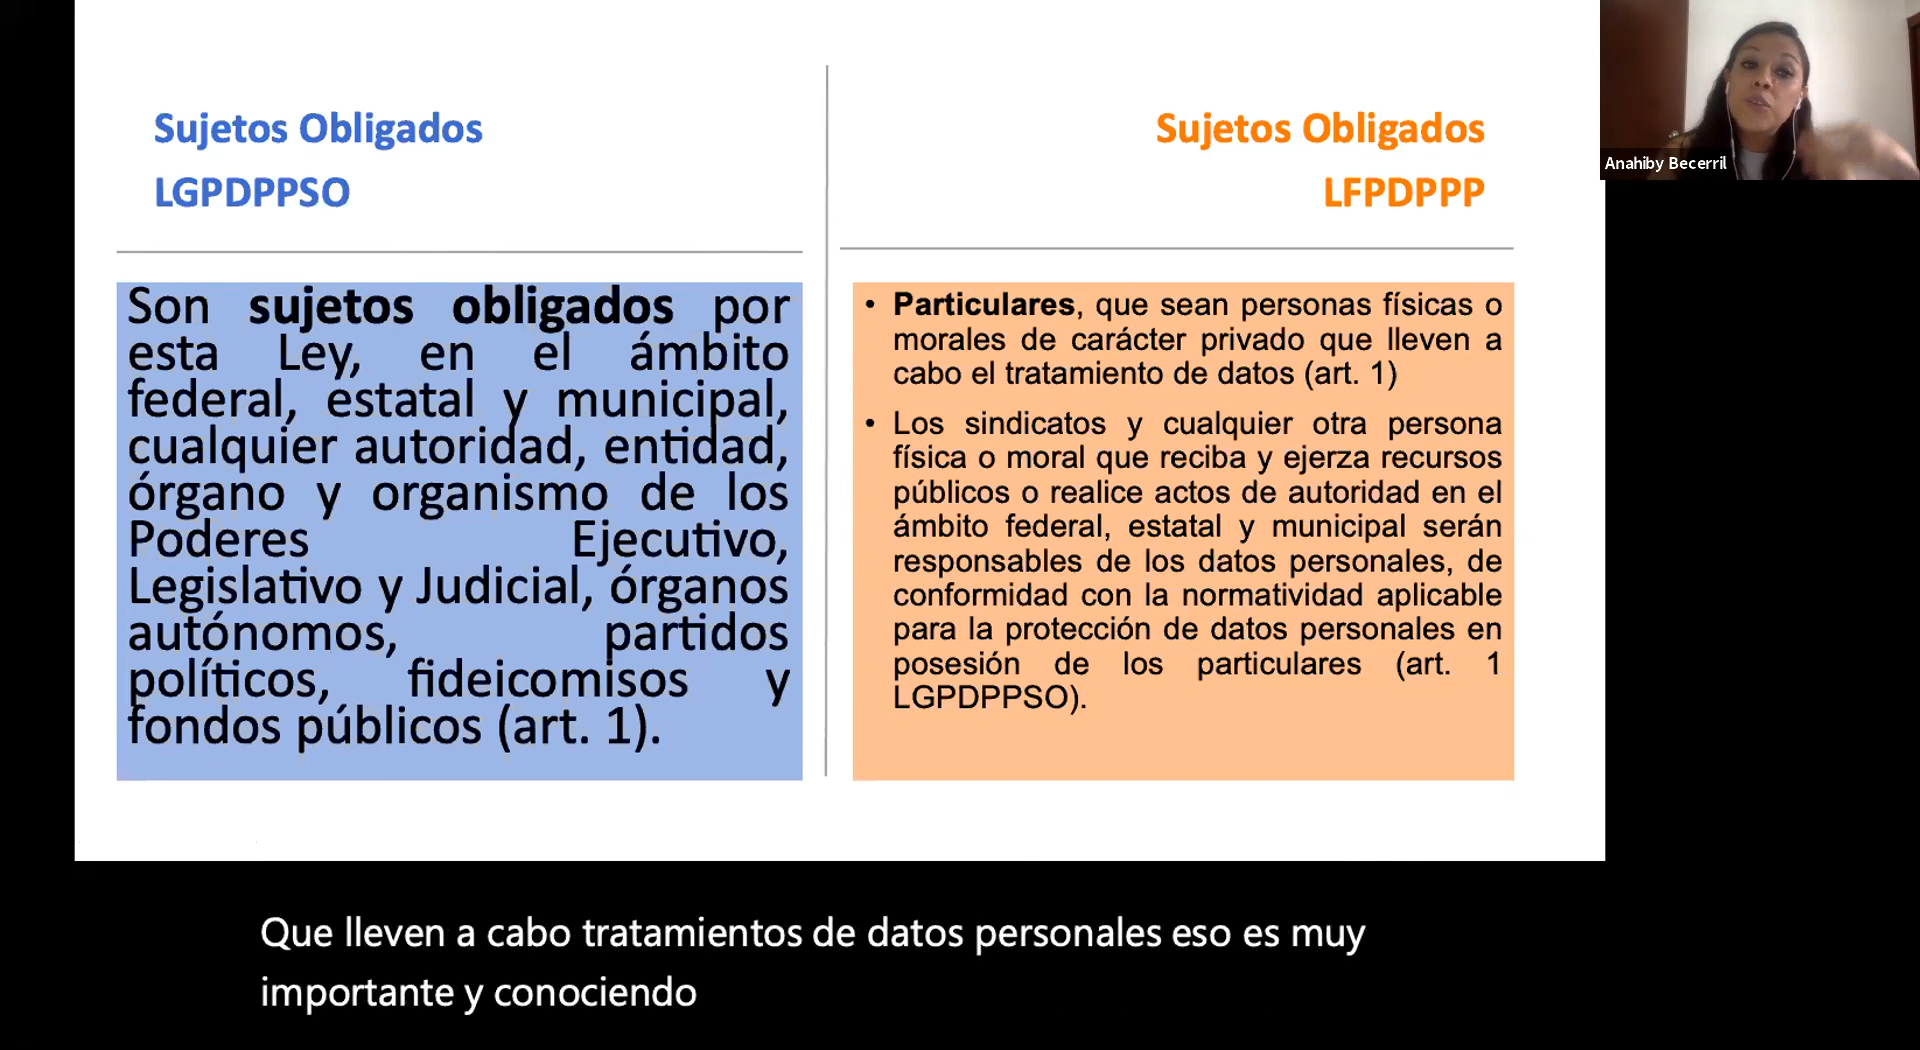 Sujetos Obligados
LGPDPPSO
Son sujetos obligados por
esta Ley, en el ámbito
federal, estatal y municipal,
cualquier autoridad, entidad,
órgano y organismo de los
Poderes Ejecutivo,
Legislativo y Judicial, órganos
autónomos, partidos
políticos, fideicomisos y
fondos públicos (art. 1).
Sujetos Obligados
LFPDPPP
• Particulares, que sean personas físicas o
morales de carácter privado que lleven a
cabo el tratamiento de datos (art. 1)
• Los sindicatos y cualquier otra persona
física o moral que reciba y ejerza recursos
públicos o realice actos de autoridad en el
ámbito federal, estatal y municipal serán
responsables de los datos personales, de
conformidad con la normatividad aplicable
para la protección de datos personales en
posesión de los particulares (art. 1
LGPDPPSO).
Anahiby Becerril
Que lleven a cabo tratamientos de datos personales eso es muy
importante y conociendo